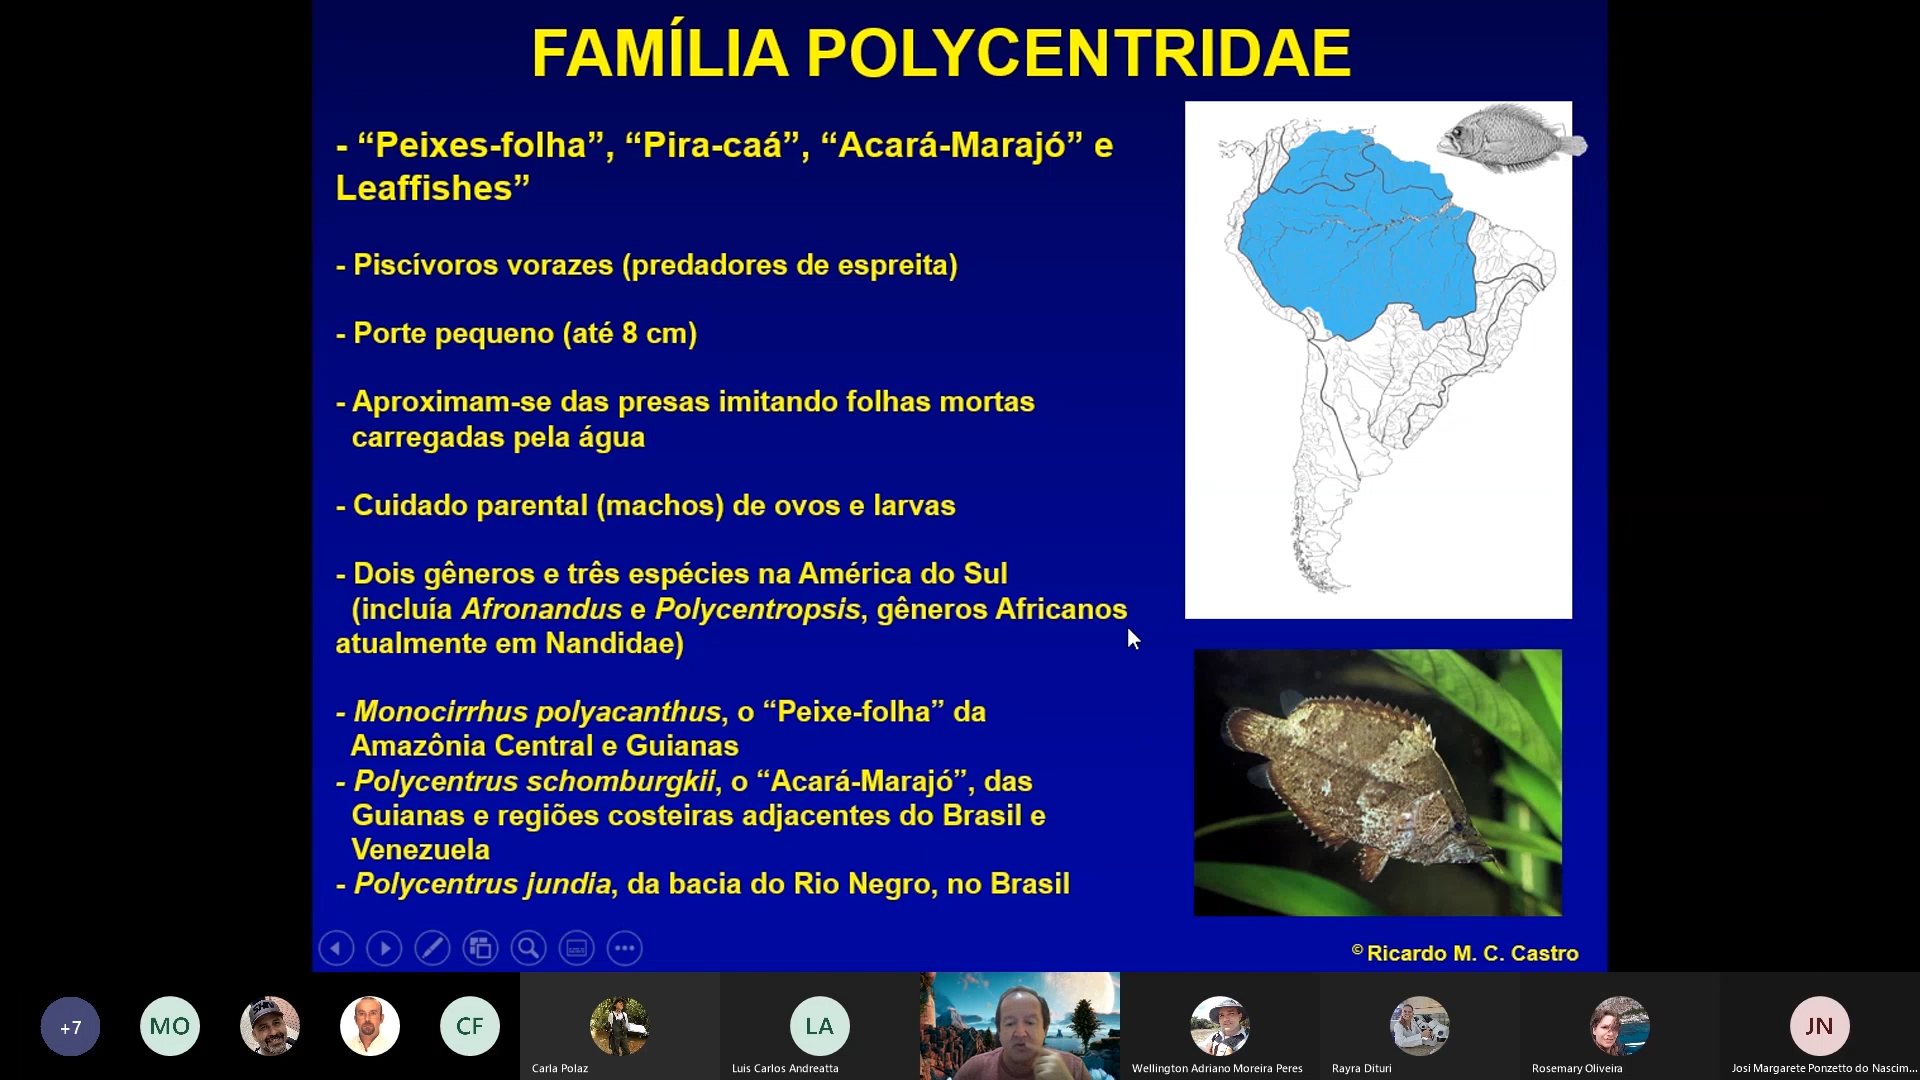 FAMÍLIA POLYCENTRIDAE
- “Peixes-folha”, “Pira-caá”, “Acará-Marajó” e
Leaffishes”
- Piscívoros vorazes (predadores de espreita)
- Porte pequeno (até 8 cm)
- Aproximam-se das presas imitando folhas mortas
carregadas pela água
- Cuidado parental (machos) de ovos e larvas
- Dois gêneros e três espécies na América do Sul
(incluía Afronandus e Polycentropsis, gêneros Africanos
atualmente em Nandidae)
- Monocirrhus polyacanthus, o “Peixe-folha” da
Amazônia Central e Guianas
- Polycentrus schomburgkii, o “Acará-Marajó”, das
Guianas e regiões costeiras adjacentes do Brasil e
Venezuela
- Polycentrus jundia, da bacia do Rio Negro, no Brasil
© Ricardo M. C. Castro
+7
MO
CF
LA
JN
Carla Polaz
Luis Carlos Andreatta
Wellington Adriano Moreira Peres
Rayra Dituri
Rosemary Oliveira
Josi Margarete Ponzetto do Nascim...